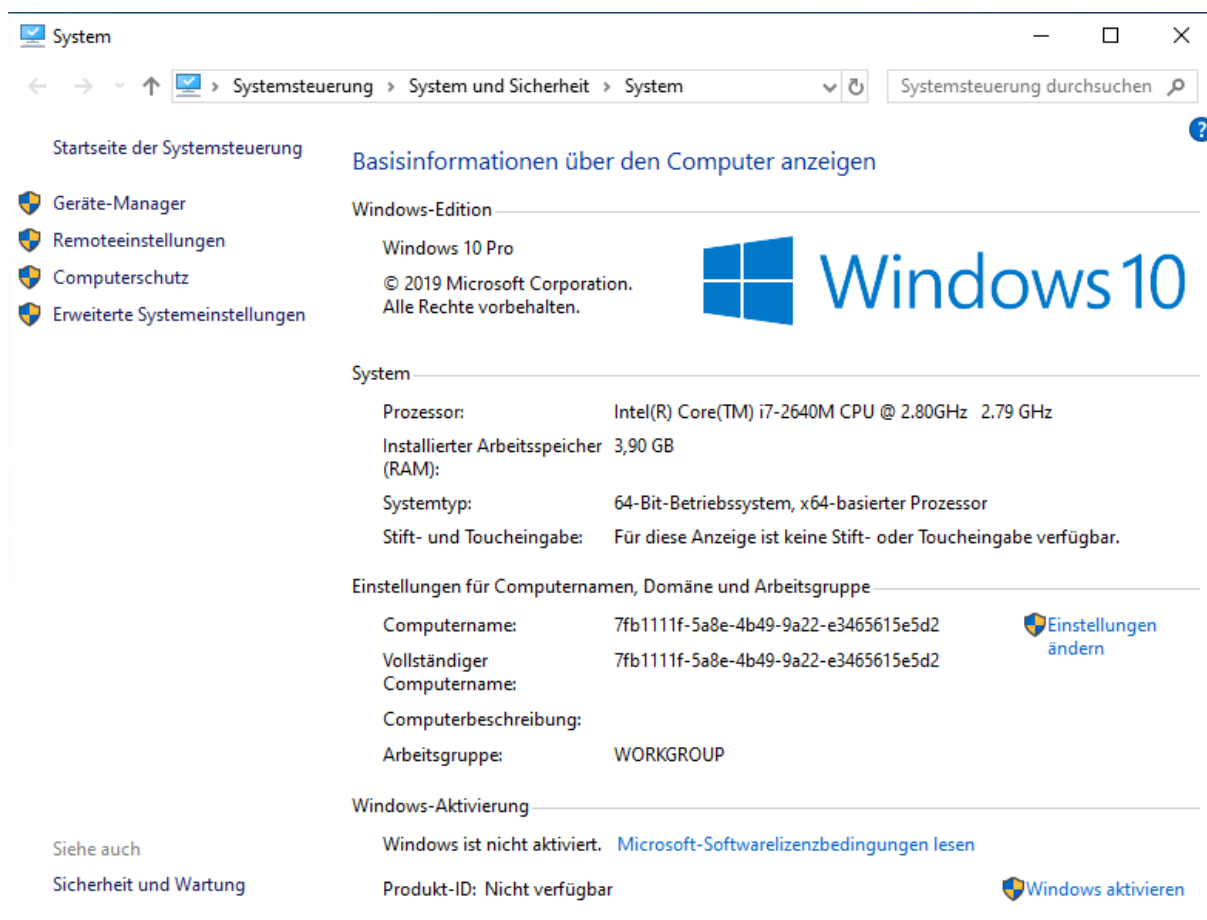 System
Systemsteuerung > System und Sicherheit > System
Systemsteuerung durchsuchen
?
Startseite der Systemsteuerung
Geräte-Manager
Remoteeinstellungen
Computerschutz
Erweiterte Systemeinstellungen
Basisinformationen über den Computer anzeigen
Windows-Edition
Windows 10 Pro
© 2019 Microsoft Corporation.
Alle Rechte vorbehalten.
Windows 10
System
Prozessor: Intel(R) Core(TM) i7-2640M CPU @ 2.80GHz 2.79 GHz
Installierter Arbeitsspeicher 3,90 GB
(RAM):
Systemtyp: 64-Bit-Betriebssystem, x64-basierter Prozessor
Stift- und Toucheingabe: Für diese Anzeige ist keine Stift- oder Toucheingabe verfügbar.
Einstellungen für Computernamen, Domäne und Arbeitsgruppe
Computername: 7fb1111f-5a8e-4b49-9a22-e3465615e5d2
Einstellungen
ändern
Vollständiger 7fb1111f-5a8e-4b49-9a22-e3465615e5d2
Computername:
Computerbeschreibung:
Arbeitsgruppe: WORKGROUP
Windows-Aktivierung
Windows ist nicht aktiviert. Microsoft-Softwarelizenzbedingungen lesen
Produkt-ID: Nicht verfügbar
Windows aktivieren
Siehe auch
Sicherheit und Wartung